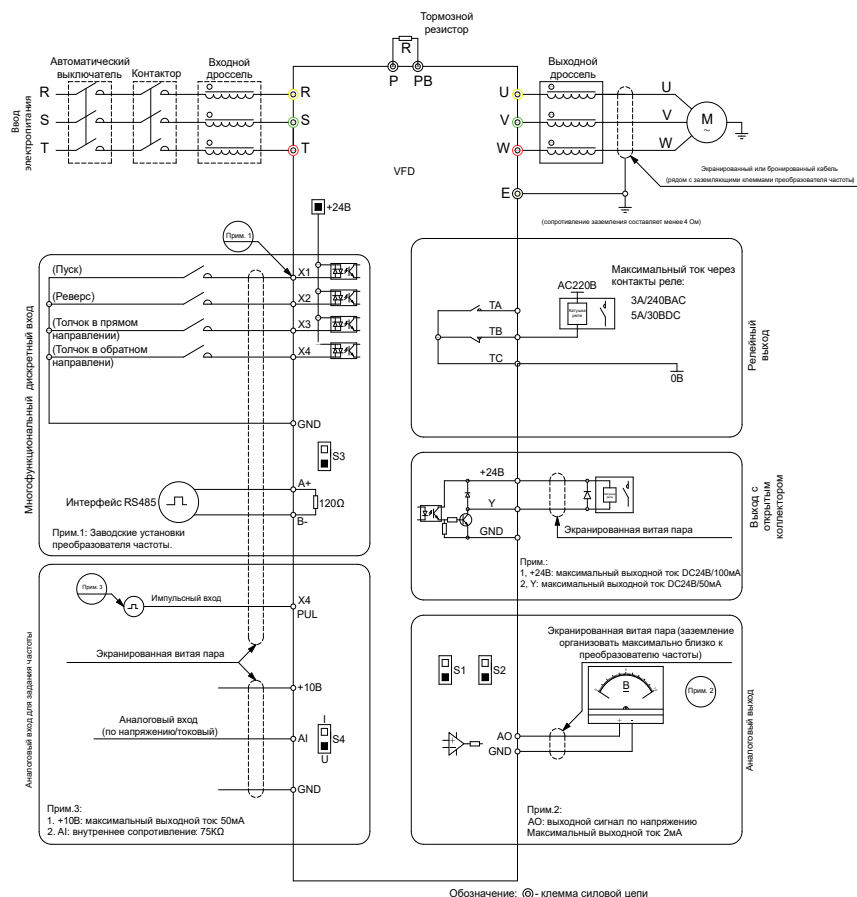 Тормозной
резистор
R
P PB
Автоматический
выключатель
Контактор
Входной
дроссель
Выходной
дроссель
Ввод
электропитания
R
S
T
R
S
T
U
V
W
U
V
W
M
~
VFD
E
Экранированный или бронированный кабель
(рядом с заземляющими клеммами преобразователя частоты)
(сопротивление заземления составляет менее 4 Ом)
+24В
Прим. 1
Многофункциональный дискретный вход
(Пуск)
X1
(Реверс)
X2
(Толчок в прямом
направлении)
X3
(Толчок в обратном
направлени)
X4
GND
S3
A+
Интерфейс RS485
120Ω
B-
Прим.1: Заводские установки
преобразователя частоты.
Максимальный ток через
контакты реле:
3A/240BAC
5A/30BDC
AC220В
Катушка
реле
TA
TB
TC
0В
Релейный
выход
+24В
Y
GND
Экранированная витая пара
Прим.:
1, +24В: максимальный выходной ток: DC24В/100мА
2, Y: максимальный выходной ток: DC24В/50мА
Выход с
открытым
коллектором
Аналоговый вход для задания частоты
Прим. 3
Импульсный вход
X4
PUL
Экранированная витая пара
+10В
Аналоговый вход
(по напряжению/токовый)
AI
I
S4
U
GND
Прим.3:
1. +10В: максимальный выходной ток: 50мА
2. AI: внутреннее сопротивление: 75KΩ
Экранированная витая пара (заземление
организовать максимально близко к
преобразователю частоты)
S1
S2
В
+ -
Прим. 2
AO
GND
Прим.2:
AO: выходной сигнал по напряжению
Максимальный выходной ток: 2мА
Аналоговый выход
Обозначение: - клемма силовой цепи